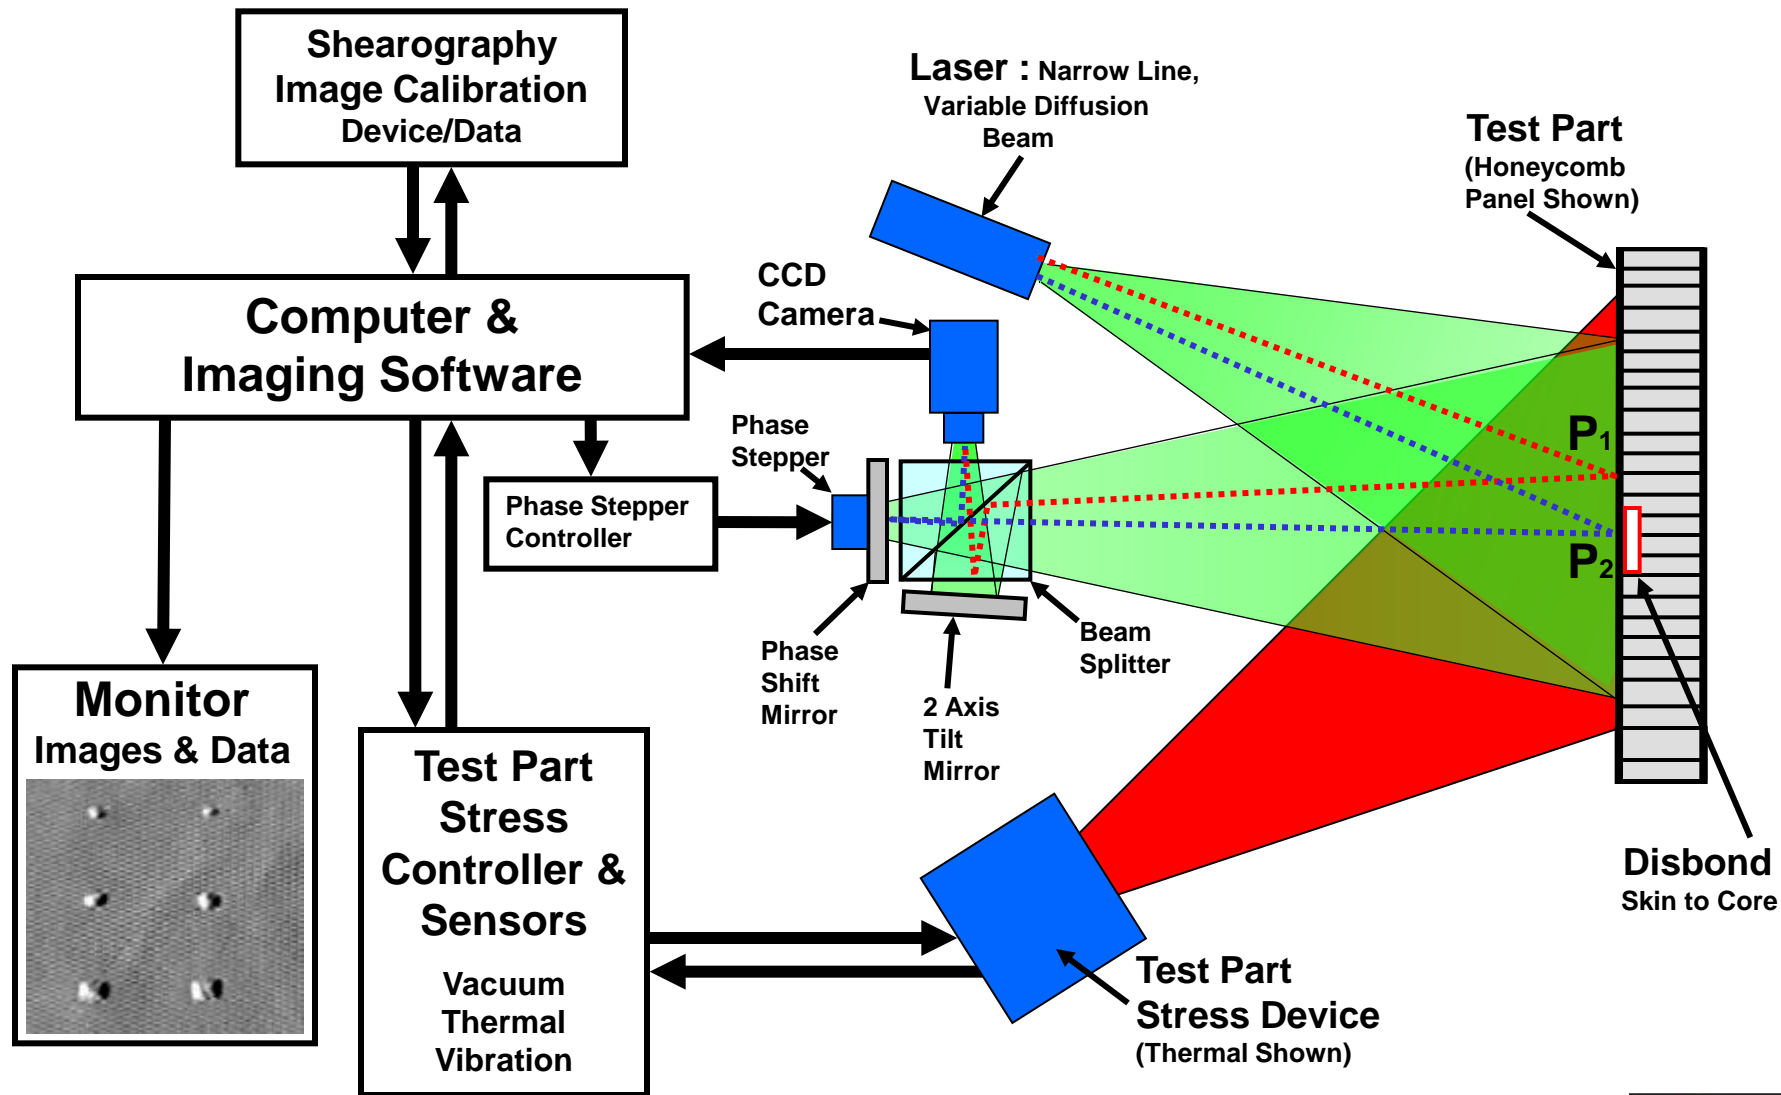 Shearography
Image Calibration
Device/Data
Laser : Narrow Line,
Variable Diffusion
Beam
Test Part
(Honeycomb
Panel Shown)
CCD
Camera
Computer &
Imaging Software
Phase
Stepper
Phase Stepper
Controller
P1
P2
Phase
Shift
Mirror
2 Axis
Tilt
Mirror
Beam
Splitter
Monitor
Images & Data
Test Part
Stress
Controller &
Sensors
Vacuum
Thermal
Vibration
Disbond
Skin to Core
Test Part
Stress Device
(Thermal Shown)